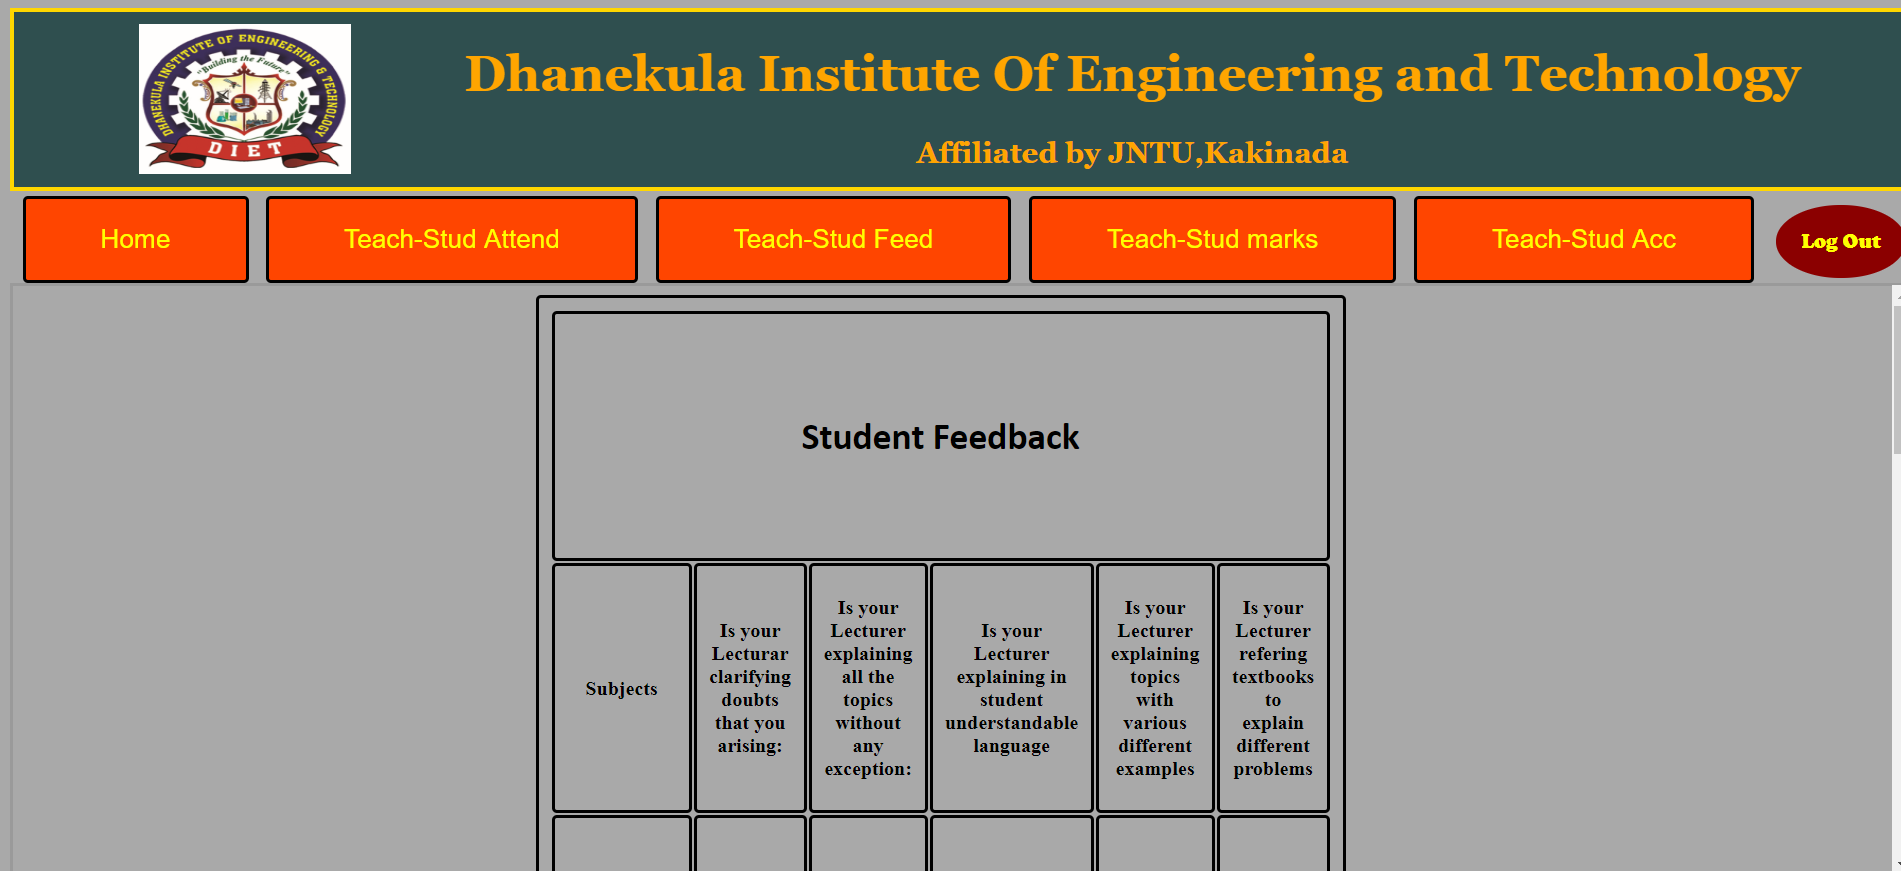 DHANEKULA INSTITUTE OF ENGINEERING & TECHNOLOGY
"Building the Future"
DIET
Dhanekula Institute Of Engineering and Technology
Affiliated by JNTU,Kakinada
Home
Teach-Stud Attend
Teach-Stud Feed
Teach-Stud marks
Teach-Stud Acc
Log Out
Student Feedback
Subjects
Is your
Lecturar
clarifying
doubts
that you
arising:
Is your
Lecturer
explaining
all the
topics
without
any
exception:
Is your
Lecturer
explaining in
student
understandable
language
Is your
Lecturer
explaining
topics
with
various
different
examples
Is your
Lecturer
refering
textbooks
to
explain
different
problems